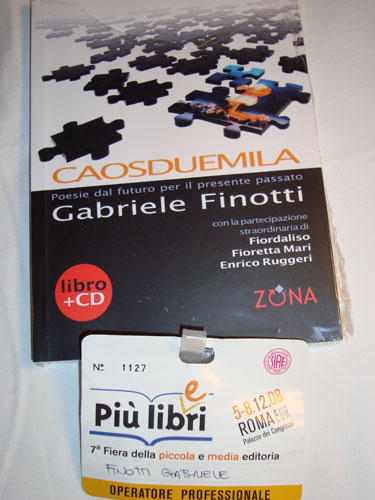 CAOSDUEMILA
Poesie dal futuro per il presente passato
Gabriele Finotti
con la partecipazione
straordinaria di
Fiordaliso
Fioretta Mari
Enrico Ruggeri
libro
+CD
ZONA
Nº 1127
SIAE
Più libri e
5-8.12.08
ROMA EUR
Palazzo dei Congressi
7ª Fiera della piccola e media editoria
FINOTTI GABRIELE
OPERATORE PROFESSIONALE